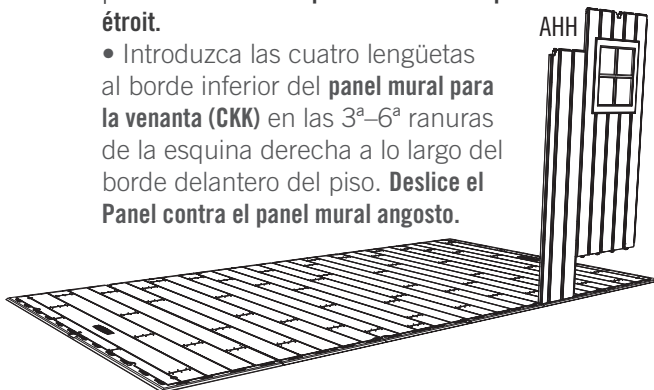 étroit.
• Introduzca las cuatro lengüetas
al borde inferior del panel mural para
la venanta (CKK) en las 3ª–6ª ranuras
de la esquina derecha a lo largo del
borde delantero del piso. Deslice el
Panel contra el panel mural angosto.
AHH